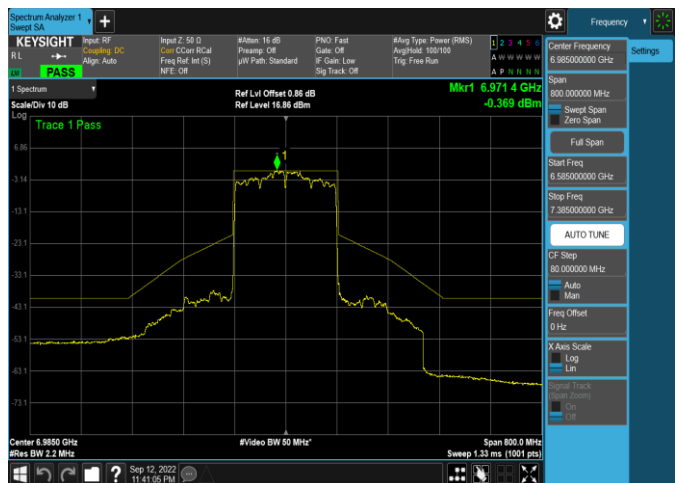 Spectrum Analyzer 1
Swept SA
+
Frequency
KEYSIGHT
R L
LV
PASS
Input: RF
Coupling: DC
Align: Auto
Input Z: 50 Ω
Corr CCorr RCal
Freq Ref: Int (S)
NFE: Off
#Atten: 16 dB
Preamp: Off
µW Path: Standard
PNO: Fast
Gate: Off
IF Gain: Low
Sig Track: Off
#Avg Type: Power (RMS)
Avg|Hold: 100/100
Trig: Free Run
1 2 3 4 5 6
A W W W W W
A P N N N N
1 Spectrum
Scale/Div 10 dB
Log
Ref Lvl Offset 0.86 dB
Ref Level 16.86 dBm
Mkr1 6.971 4 GHz
-0.369 dBm
Trace 1 Pass
1
6.86
-3.14
-13.1
-23.1
-33.1
-43.1
-53.1
-63.1
-73.1
Center 6.9850 GHz
#Res BW 2.2 MHz
#Video BW 50 MHz*
Span 800.0 MHz
Sweep 1.33 ms (1001 pts)
Sep 12, 2022
11:41:05 PM
?
Center Frequency
6.985000000 GHz
Settings
Span
800.000000 MHz
Swept Span
Zero Span
Full Span
Start Freq
6.585000000 GHz
Stop Freq
7.385000000 GHz
AUTO TUNE
CF Step
80.000000 MHz
Auto
Man
Freq Offset
0 Hz
X Axis Scale
Log
Lin
Signal Track
(Span Zoom)
On
Off